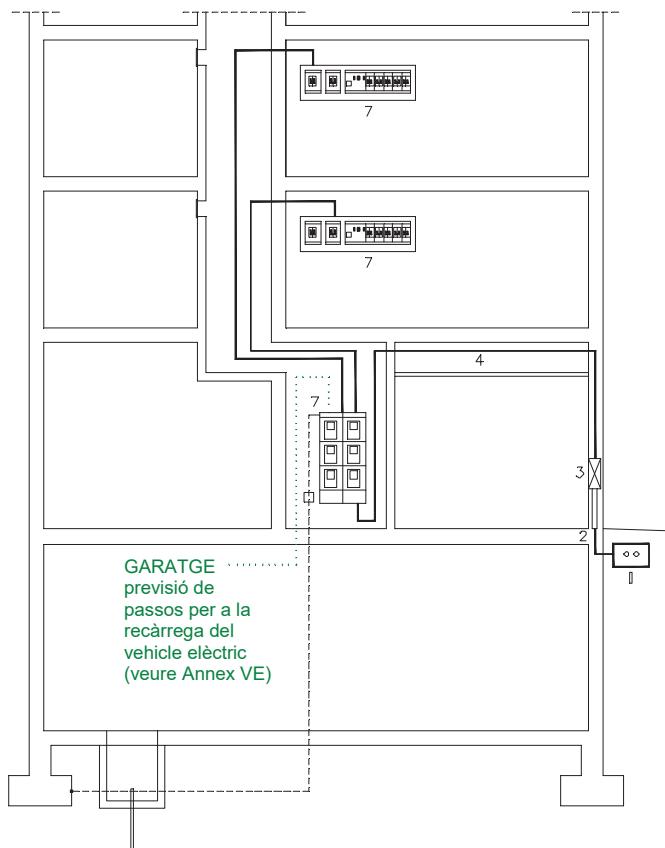 7
7
4
7
3
2
1
GARATGE
previsió de
passos per a la
recàrrega del
vehicle elèctric
(veure Annex VE)